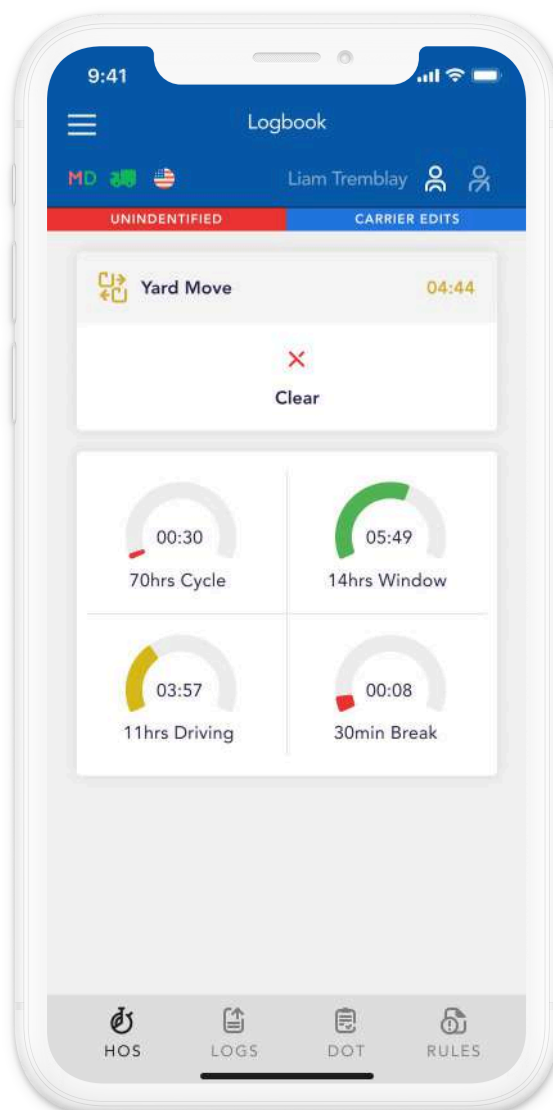 9:41
Logbook
MD
Liam Tremblay
UNINDENTIFIED
CARRIER EDITS
Yard Move
04:44
Clear
00:30
70hrs Cycle
05:49
14hrs Window
03:57
11hrs Driving
00:08
30min Break
HOS
LOGS
DOT
RULES